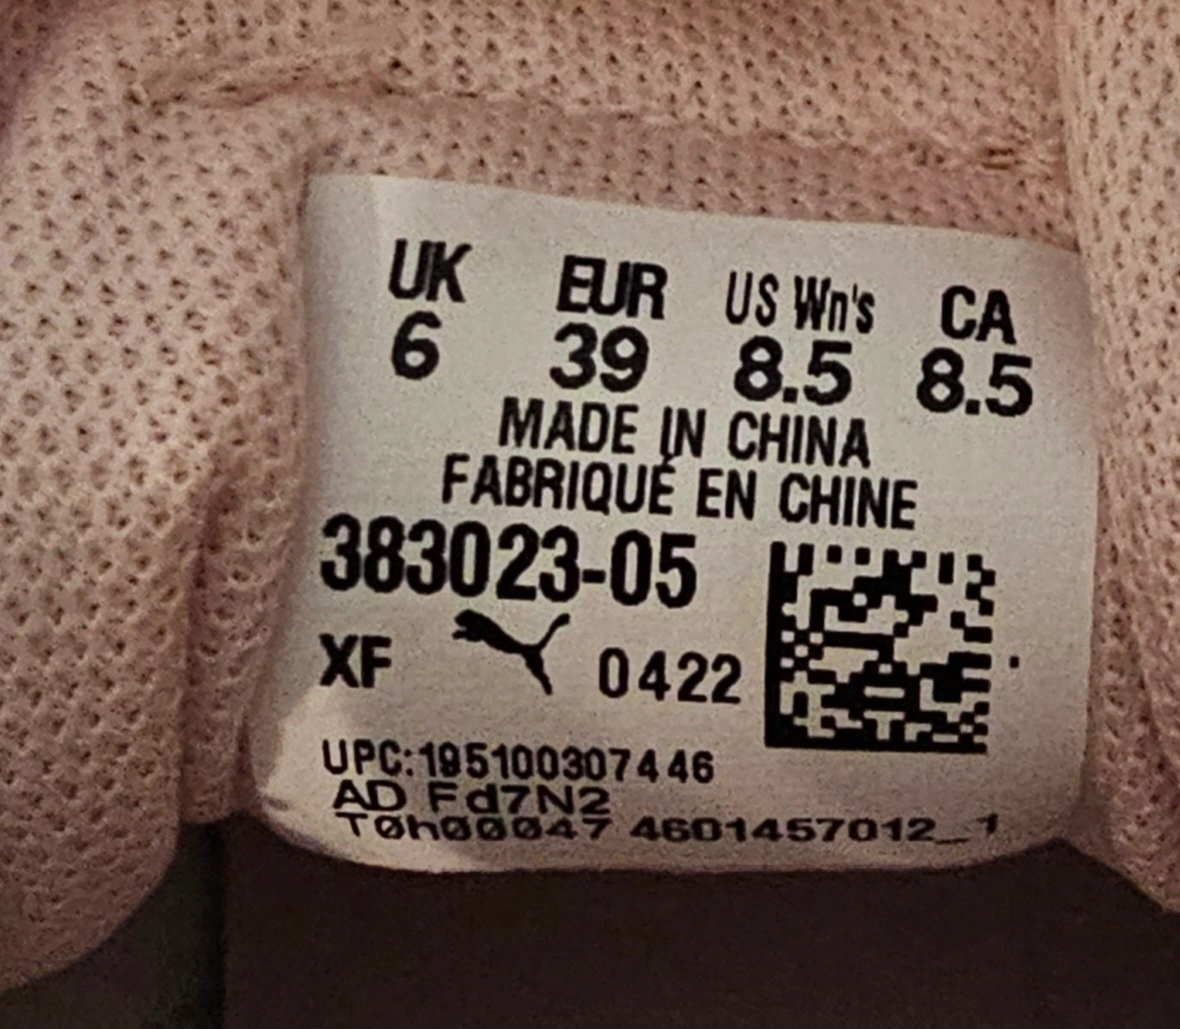 UK EUR US Wn's CA
6 39 8.5 8.5
MADE IN CHINA
FABRIQUÉ EN CHINE
383023-05
XF 0422
UPC:195100307446
AD Fd7N2
T0h00047 4601457012_1